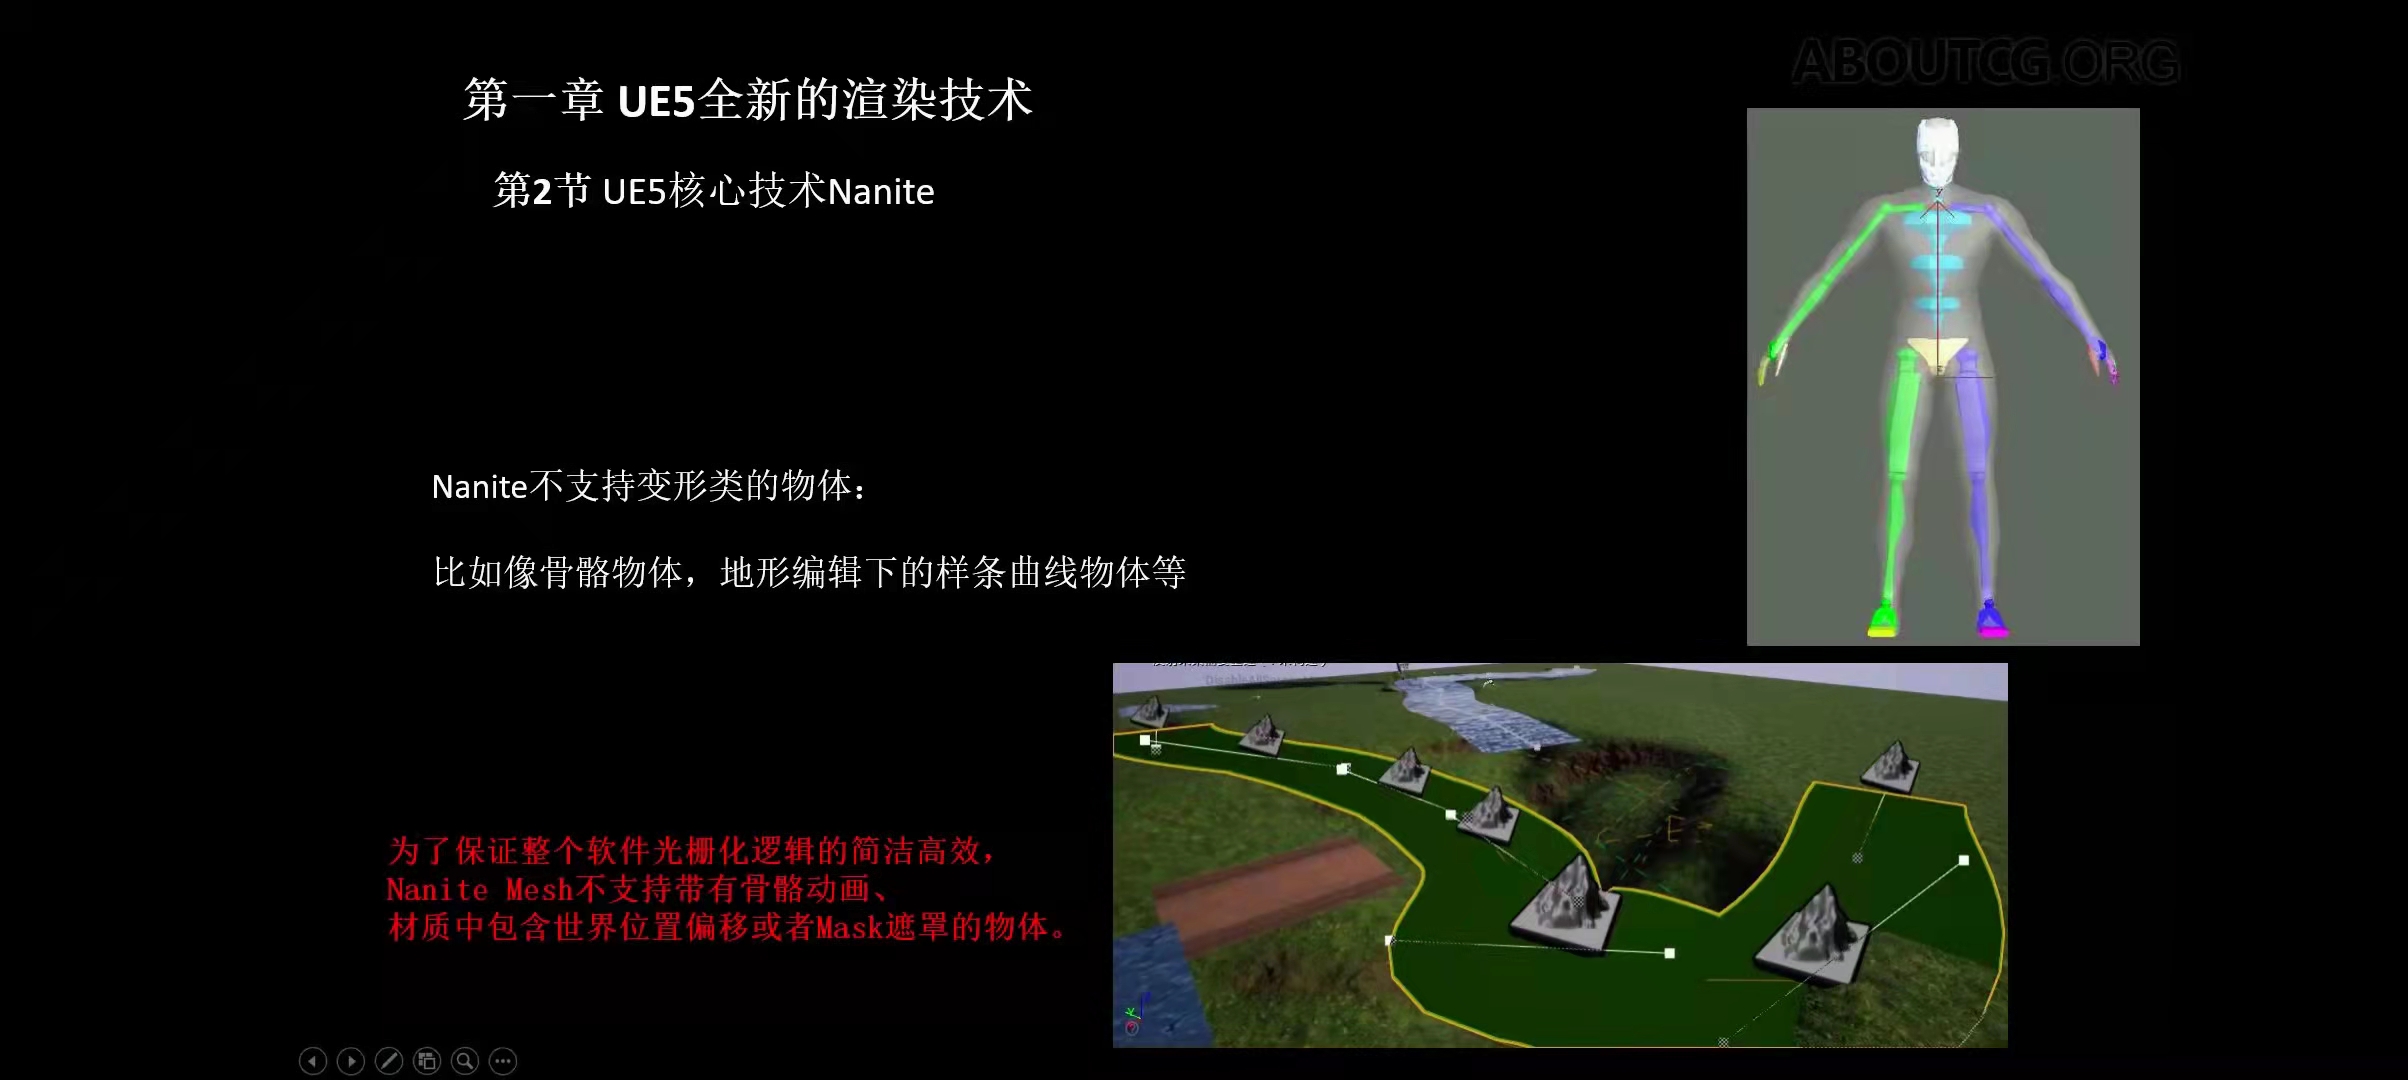 ABOUTCG.ORG
第一章 UE5全新的渲染技术
第2节 UE5核心技术Nanite
Nanite不支持变形类的物体：
比如像骨骼物体，地形编辑下的样条曲线物体等
为了保证整个软件光栅化逻辑的简洁高效，
Nanite Mesh不支持带有骨骼动画、
材质中包含世界位置偏移或者Mask遮罩的物体。